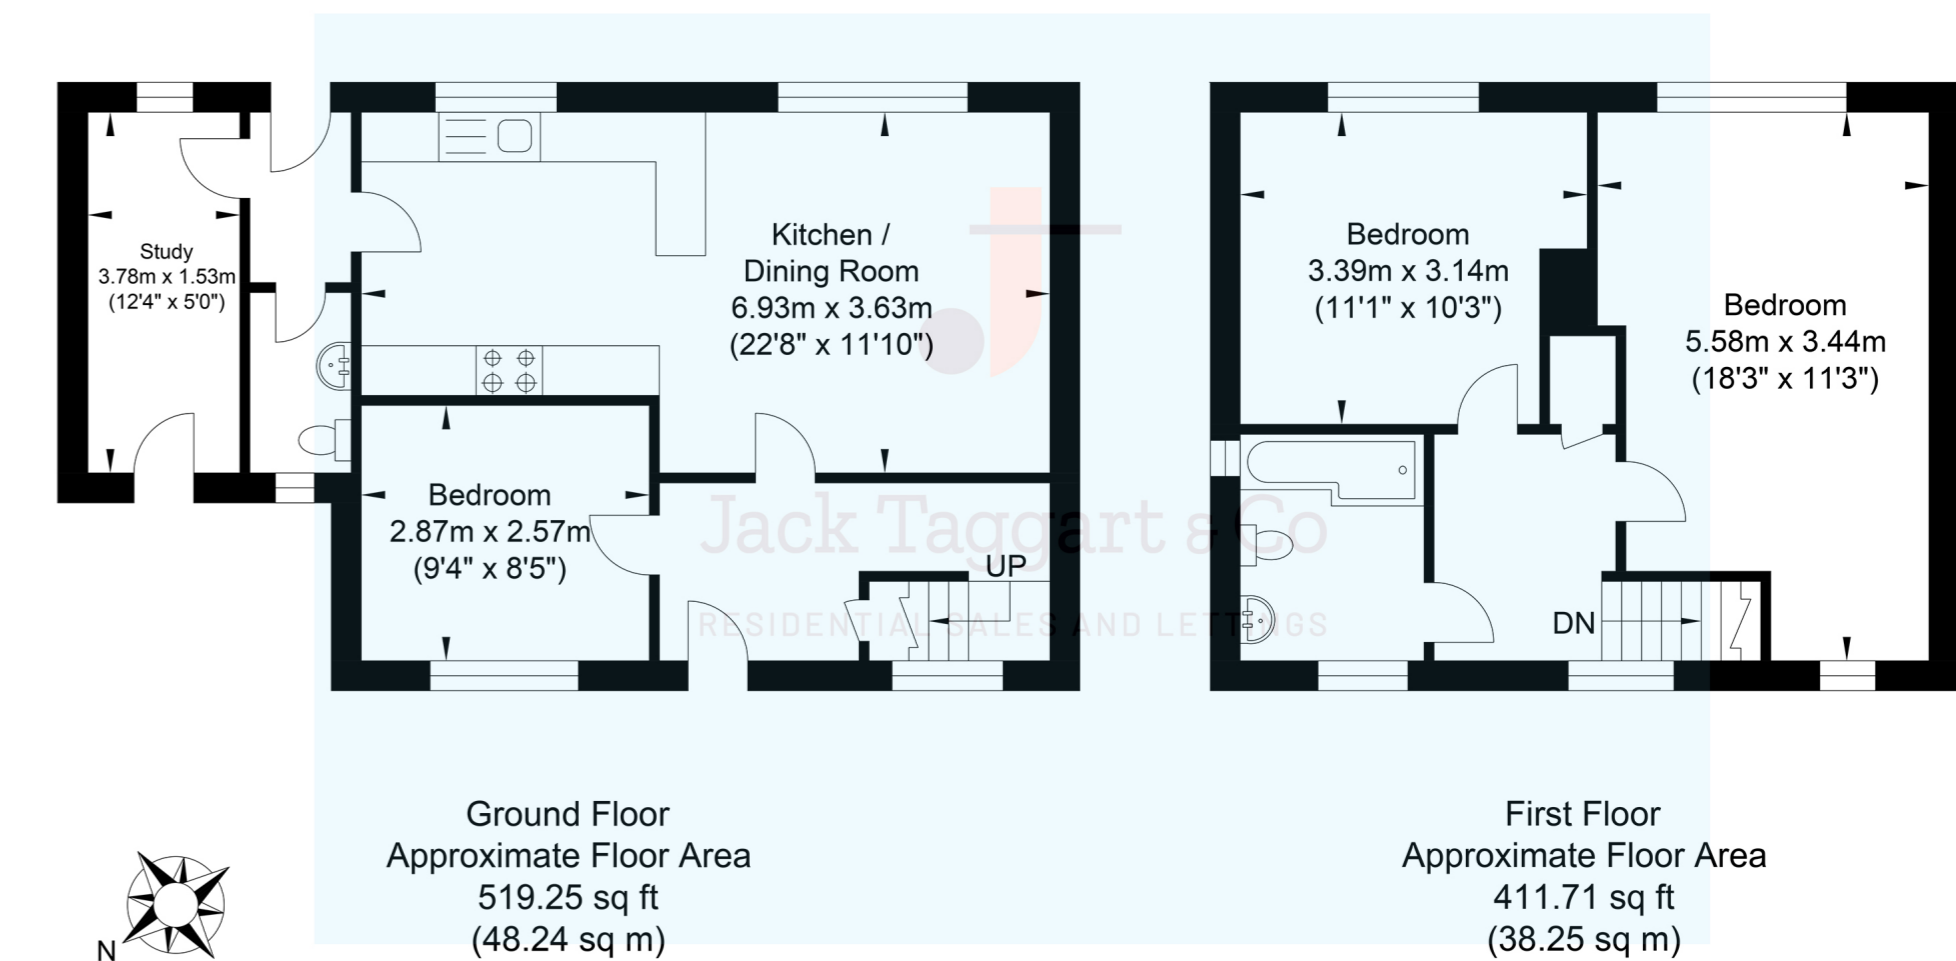 Study
3.78m x 1.53m
(12'4" x 5'0")
Kitchen /
Dining Room
6.93m x 3.63m
(22'8" x 11'10")
Bedroom
2.87m x 2.57m
(9'4" x 8'5")
UP
Bedroom
3.39m x 3.14m
(11'1" x 10'3")
Bedroom
5.58m x 3.44m
(18'3" x 11'3")
DN
Jack Taggart & Co
RESIDENTIAL SALES AND LETTINGS
Ground Floor
Approximate Floor Area
519.25 sq ft
(48.24 sq m)
First Floor
Approximate Floor Area
411.71 sq ft
(38.25 sq m)
N